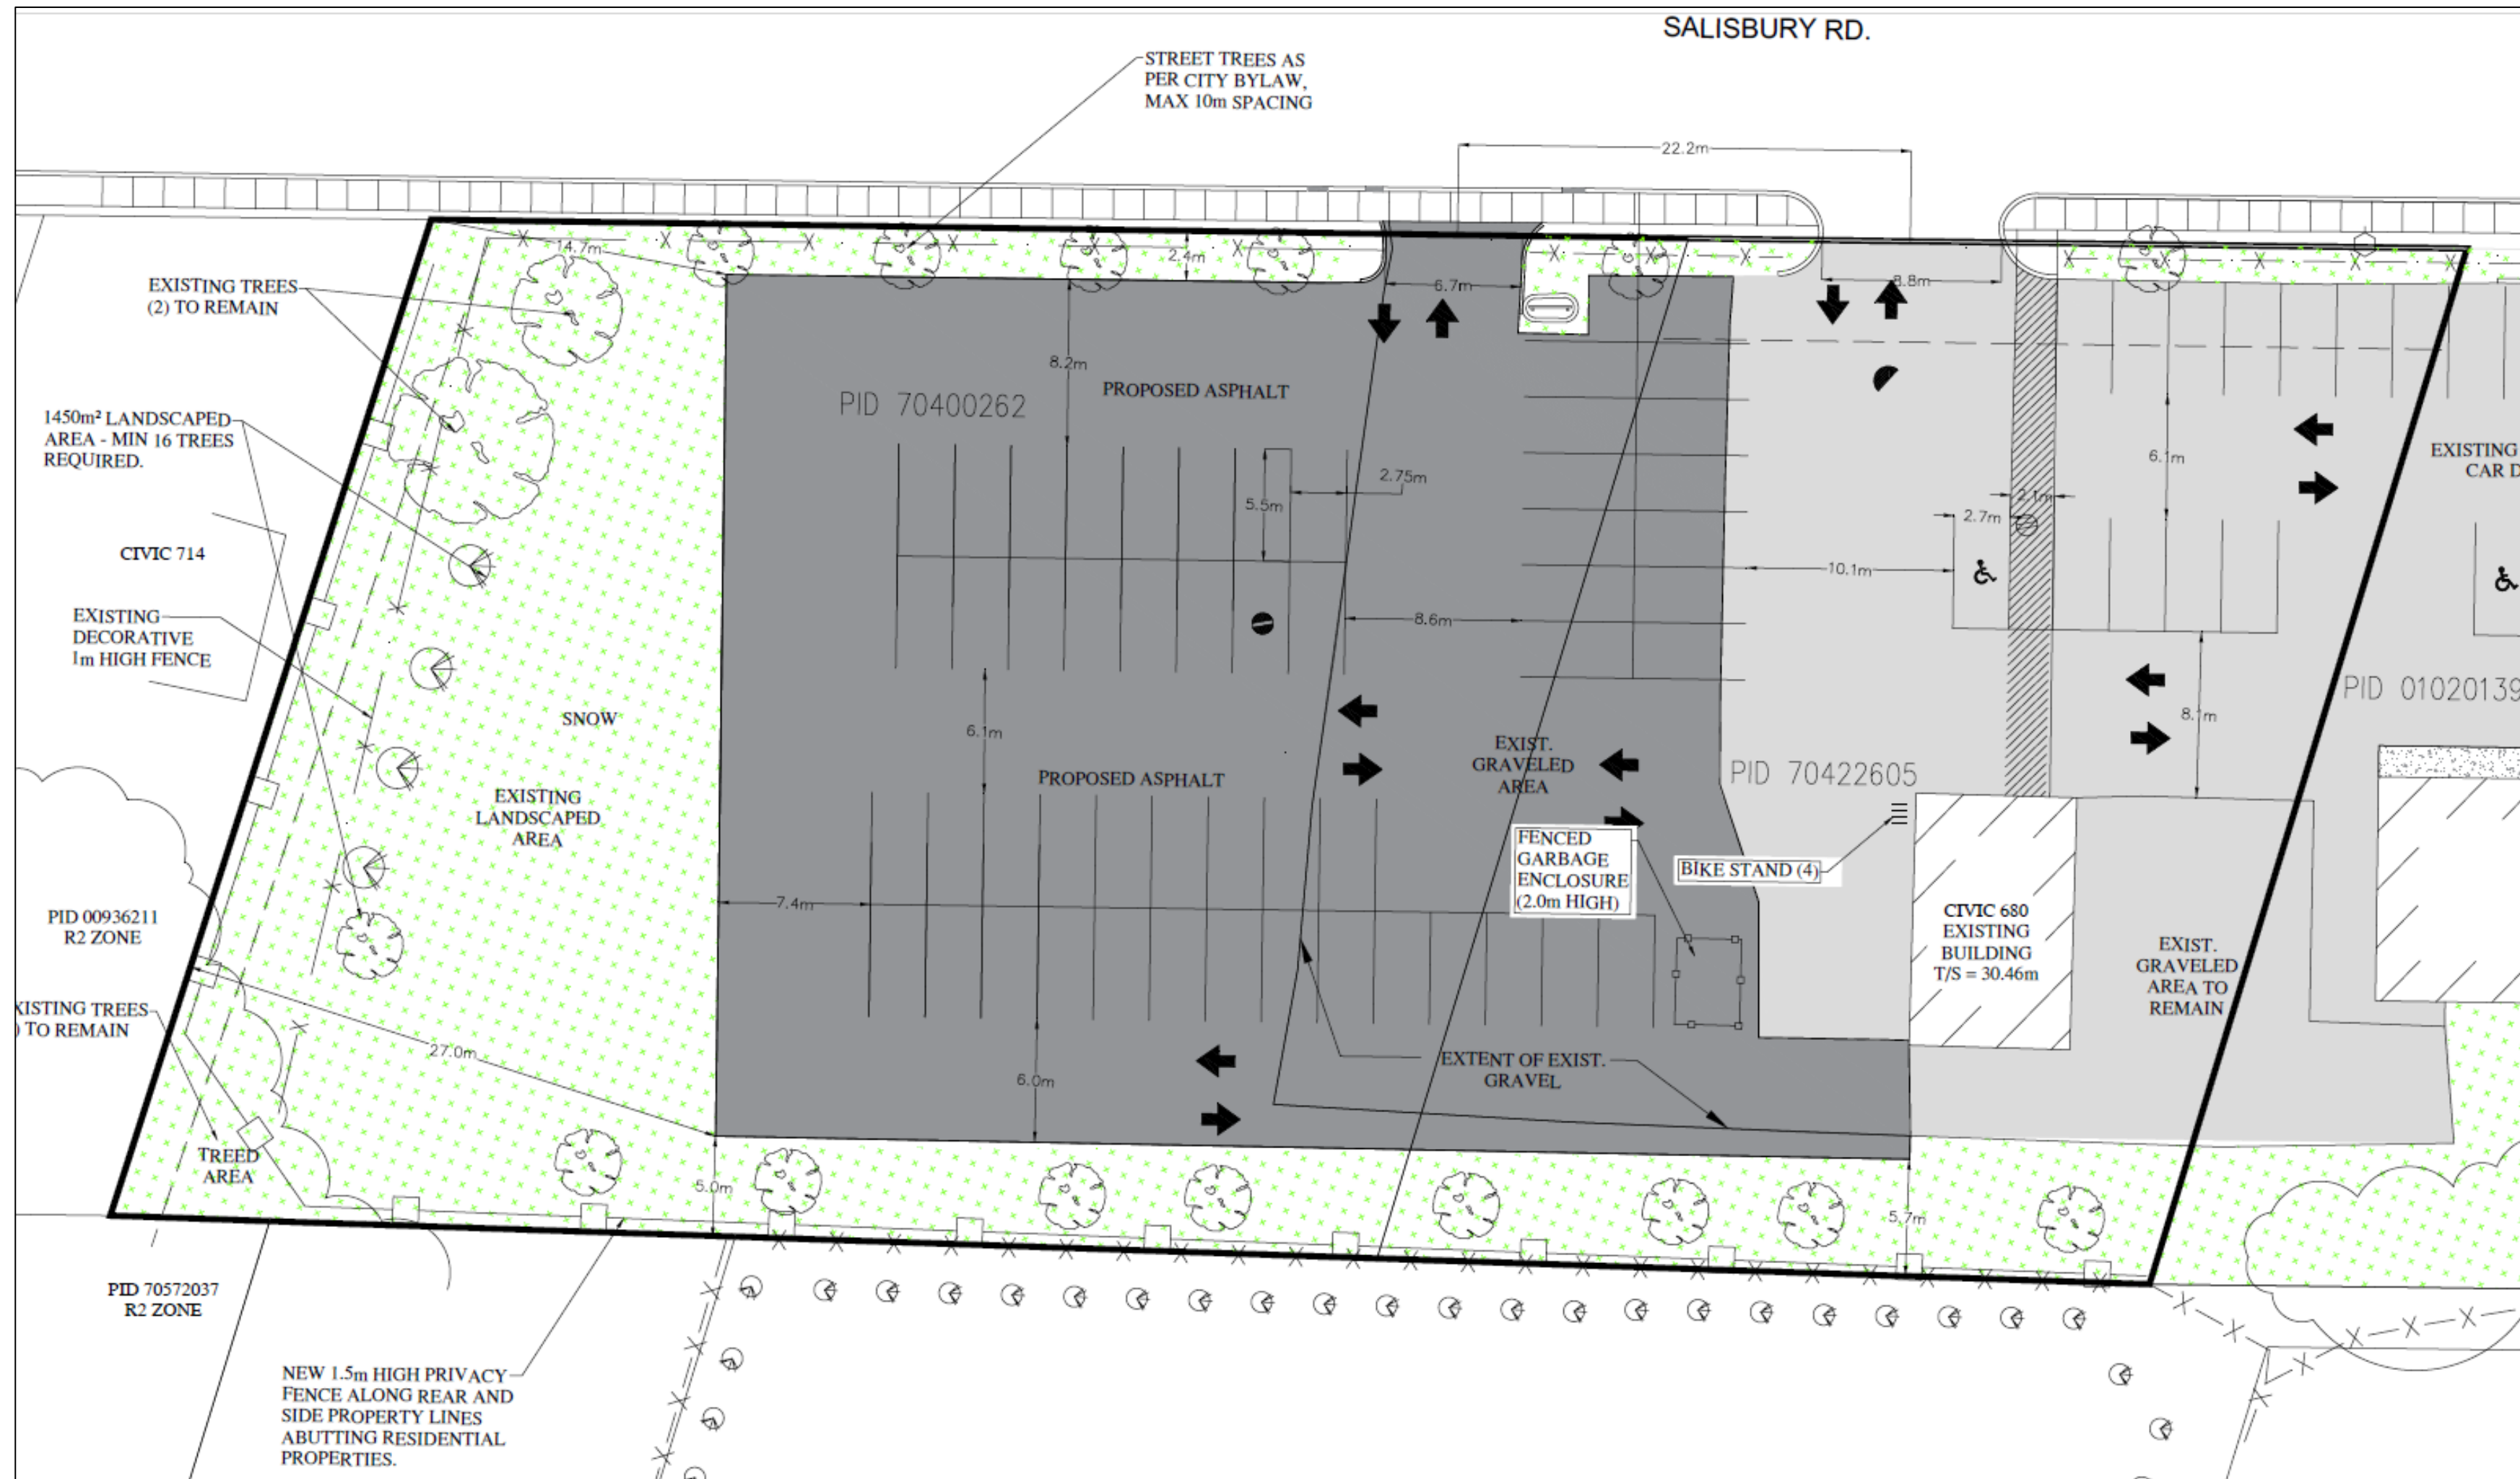 SALISBURY RD.
STREET TREES AS
PER CITY BYLAW,
MAX 10m SPACING
22.2m
14.7m
2.4m
6.7m
8.8m
EXISTING TREES
(2) TO REMAIN
8.2m
PROPOSED ASPHALT
PID 70400262
1450m² LANDSCAPED
AREA - MIN 16 TREES
REQUIRED.
2.75m
5.5m
6.1m
EXISTING
CAR D
2.1m
2.7m
10.1m
CIVIC 714
EXISTING
DECORATIVE
1m HIGH FENCE
8.6m
SNOW
6.1m
8.1m
PID 01020139
EXIST.
GRAVELED
AREA
PROPOSED ASPHALT
PID 70422605
EXISTING
LANDSCAPED
AREA
FENCED
GARBAGE
ENCLOSURE
(2.0m HIGH)
BIKE STAND (4)
7.4m
PID 00936211
R2 ZONE
CIVIC 680
EXISTING
BUILDING
T/S = 30.46m
EXIST.
GRAVELED
AREA TO
REMAIN
XISTING TREES
) TO REMAIN
27.0m
6.0m
EXTENT OF EXIST.
GRAVEL
TREED
AREA
5.0m
5.7m
PID 70572037
R2 ZONE
NEW 1.5m HIGH PRIVACY
FENCE ALONG REAR AND
SIDE PROPERTY LINES
ABUTTING RESIDENTIAL
PROPERTIES.